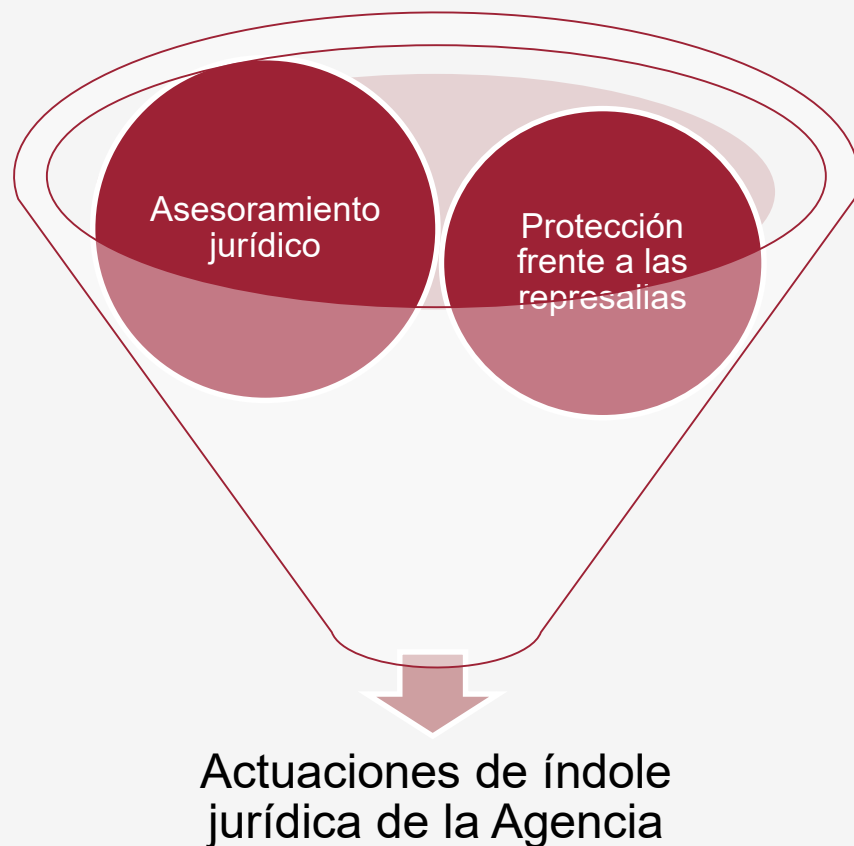 Asesoramiento
jurídico
Protección
frente a las
represalias
Actuaciones de índole
jurídica de la Agencia